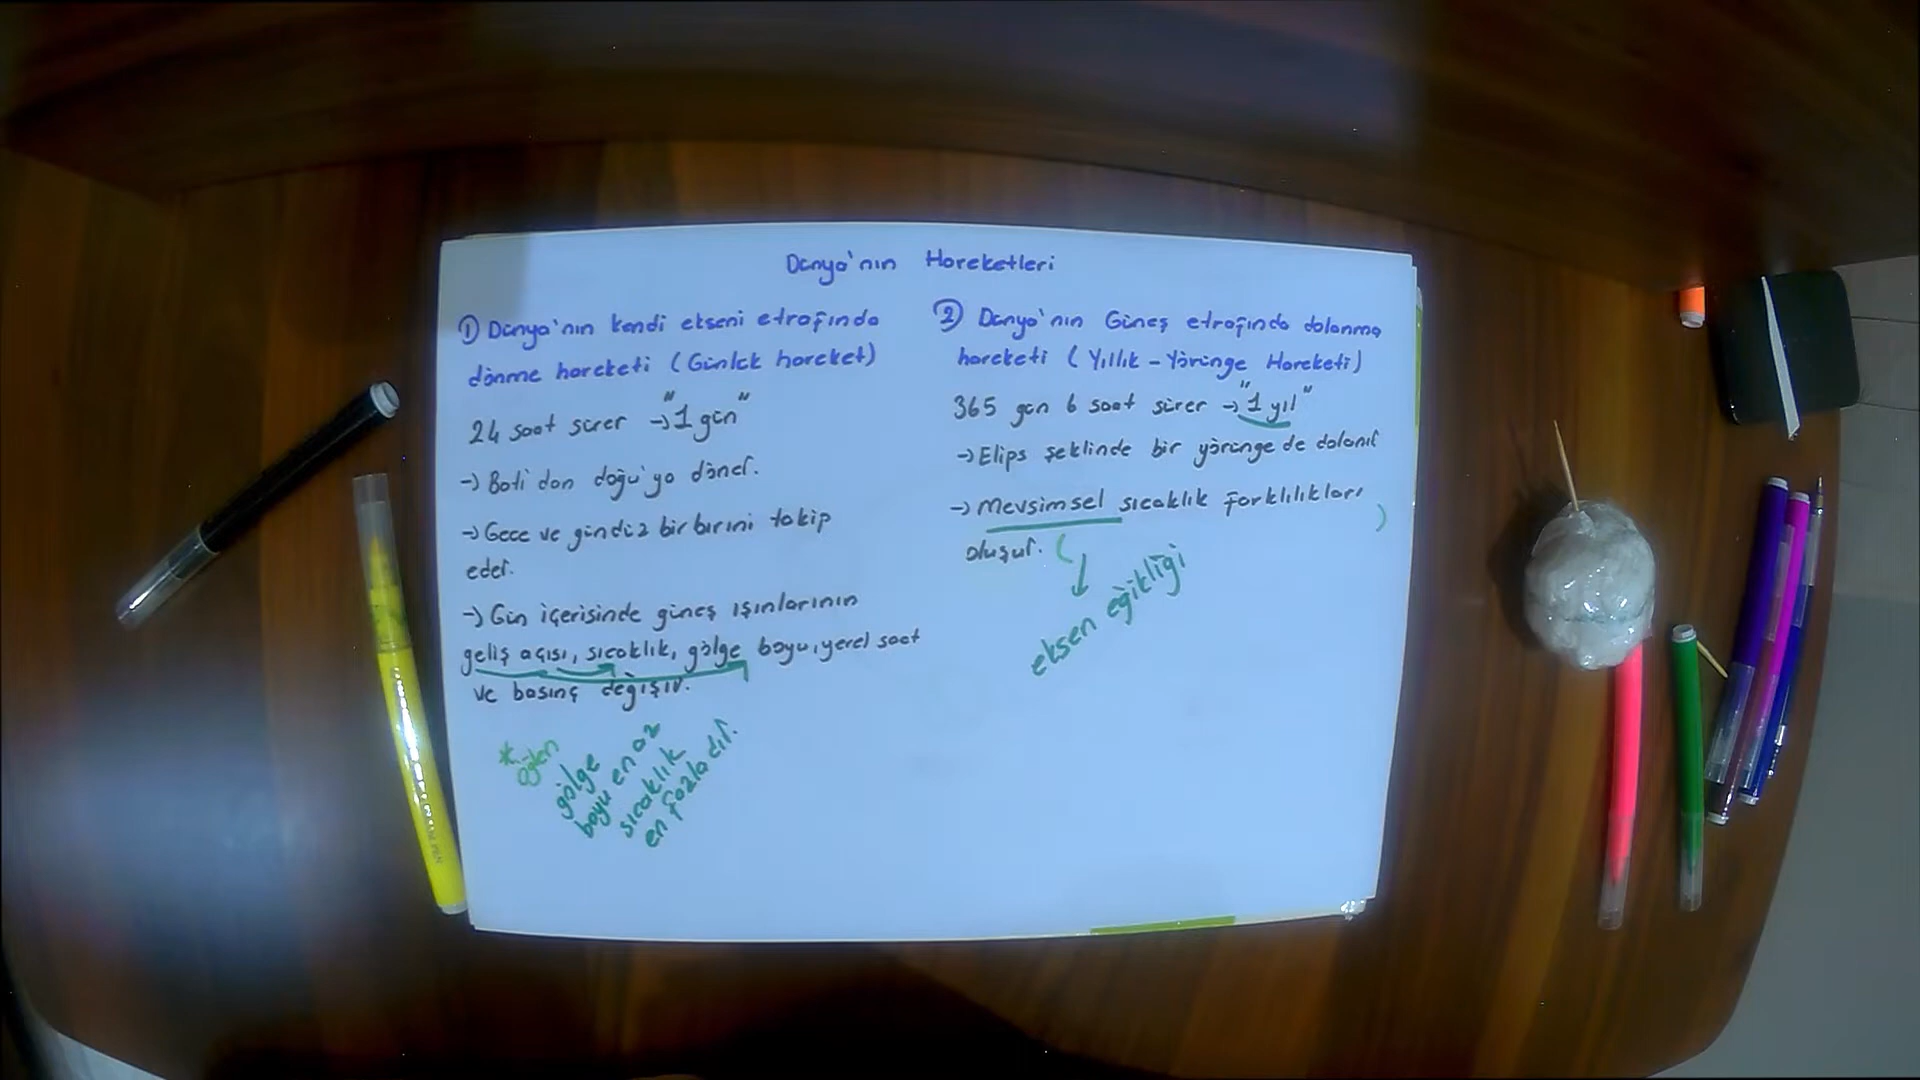 Dünya'nın Hareketleri
① Dünya'nın kendi ekseni etrafında
dönme hareketi (Günlük hareket)
24 saat sürer → "1 gün"
→ Batı'dan doğu'ya döner.
→ Gece ve gündüz birbirini takip
eder.
→ Gün içerisinde güneş ışınlarının
geliş açısı, sıcaklık, gölge boyu, yerel saat
ve basınç değişir.
* öğlen
gölge
boyu en az
sıcaklık
en fazladır.
② Dünya'nın Güneş etrafında dolanma
hareketi (Yıllık - Yörünge Hareketi)
365 gün 6 saat sürer → "1 yıl"
→ Elips şeklinde bir yörüngede dolanır
→ Mevsimsel sıcaklık farklılıkları
oluşur. ( )
↓
eksen eğikliği